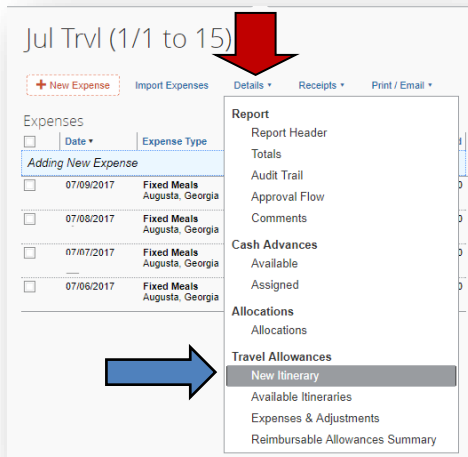 Jul Trvl (1/1 to 15)
+ New Expense Import Expenses Details ▾ Receipts ▾ Print / Email ▾
Expenses
Date ▾ Expense Type
Adding New Expense
07/09/2017 Fixed Meals
Augusta, Georgia
07/08/2017 Fixed Meals
Augusta, Georgia
07/07/2017 Fixed Meals
Augusta, Georgia
07/06/2017 Fixed Meals
Augusta, Georgia
Report
Report Header
Totals
Audit Trail
Approval Flow
Comments
Cash Advances
Available
Assigned
Allocations
Allocations
Travel Allowances
New Itinerary
Available Itineraries
Expenses & Adjustments
Reimbursable Allowances Summary